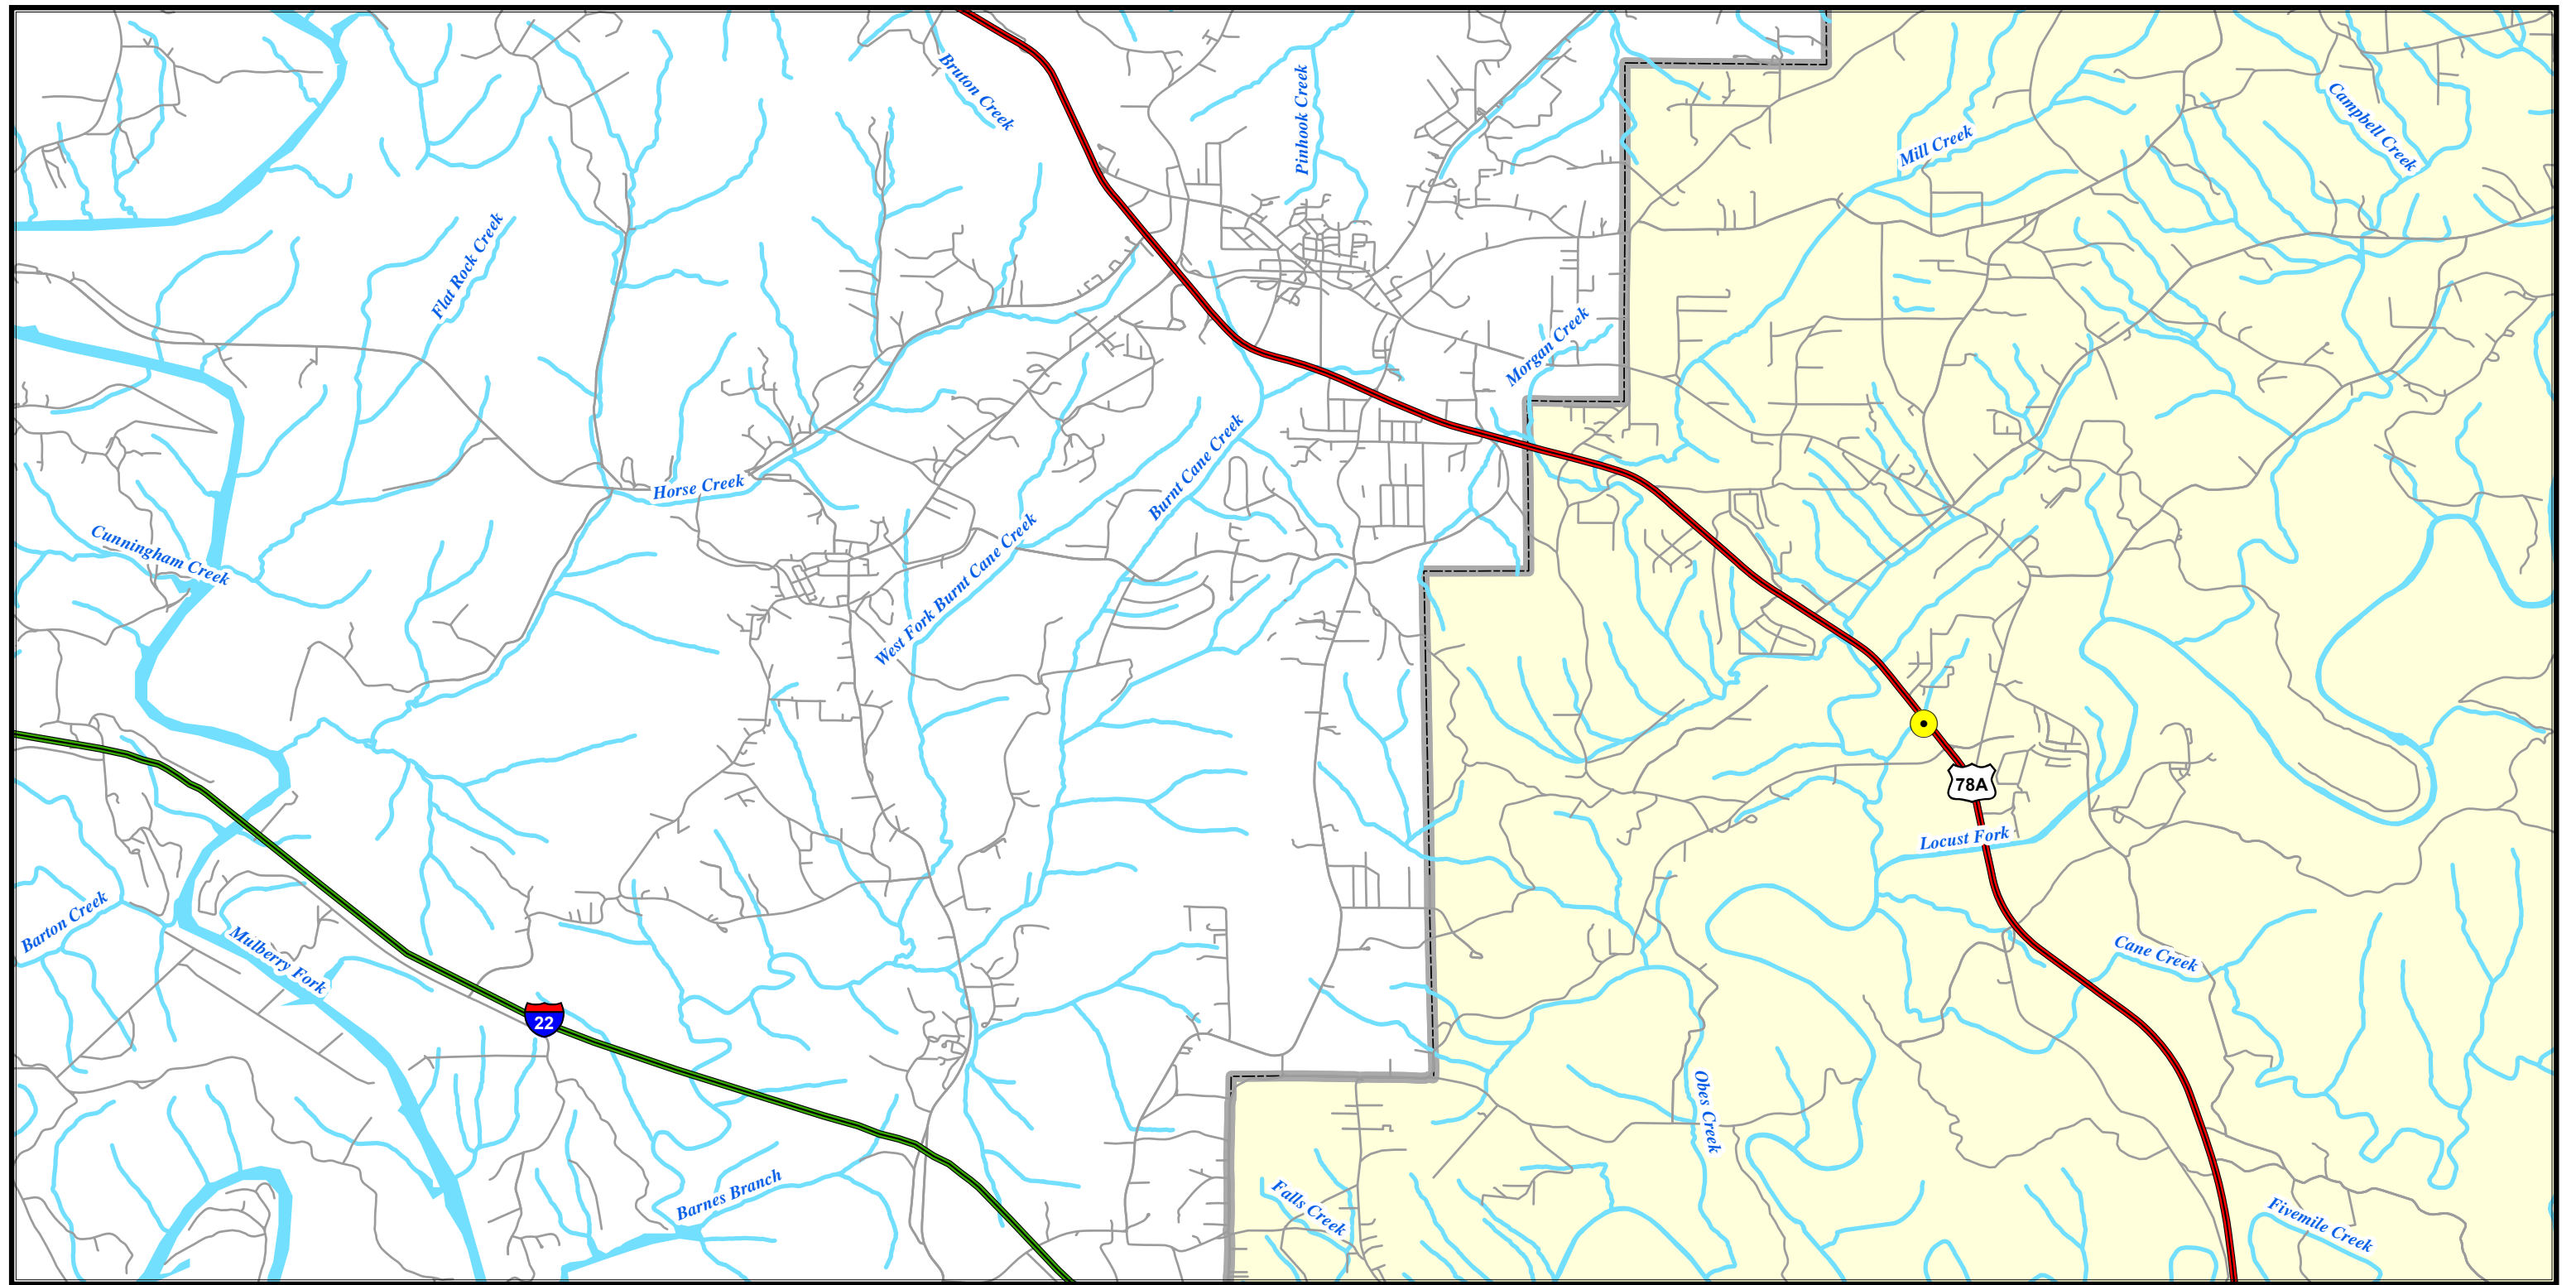 Bruton Creek
Pinhook Creek
Campbell Creek
Mill Creek
Flat Rock Creek
Morgan Creek
Horse Creek
Burnt Cane Creek
Cunningham Creek
West Fork Burnt Cane Creek
78A
Locust Fork
Barton Creek
Mulberry Fork
Cane Creek
22
Obes Creek
Barnes Branch
Falls Creek
Fivemile Creek